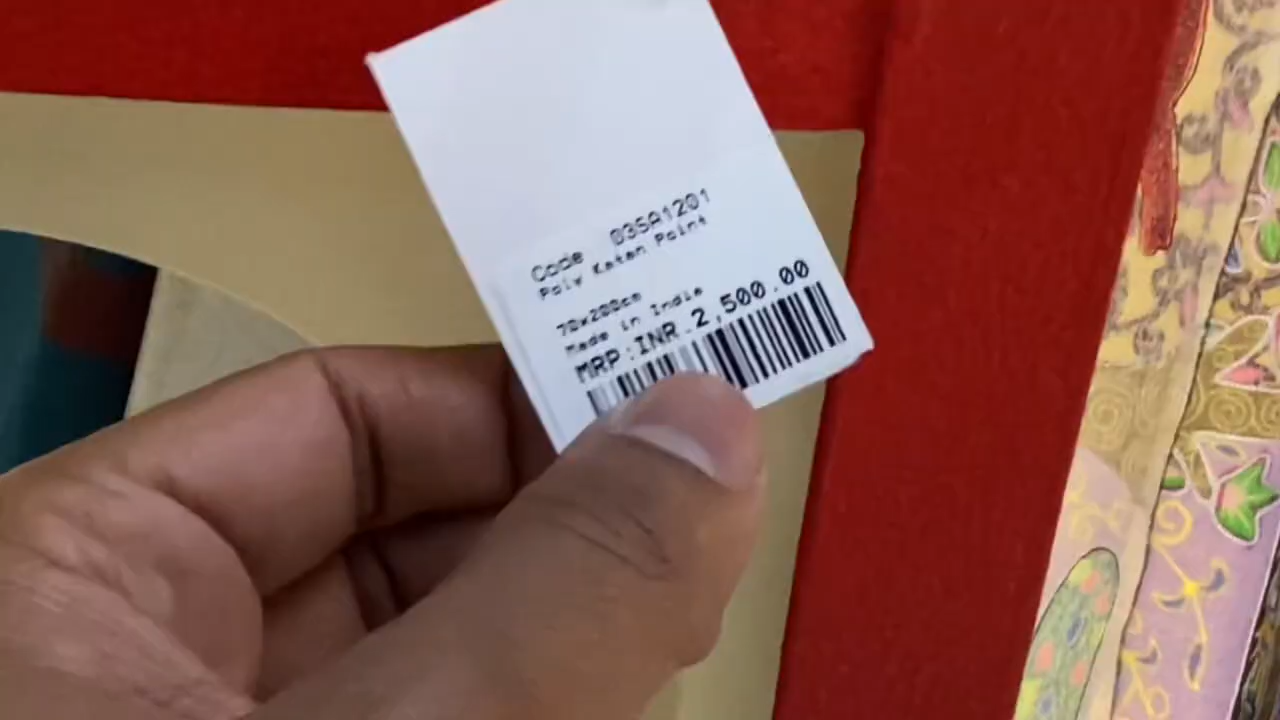 Code 03SA1201
Poly Katan Point
70x200cm
Made in India
MRP:INR.2,500.00